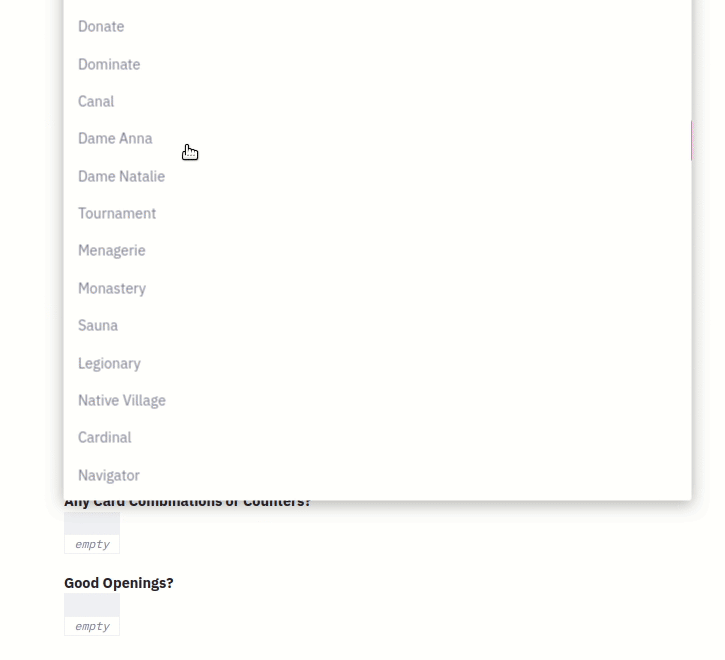 Donate
Dominate
Canal
Dame Anna
Dame Natalie
Tournament
Menagerie
Monastery
Sauna
Legionary
Native Village
Cardinal
Navigator
Any Card Combinations or Counters?
empty
Good Openings?
empty